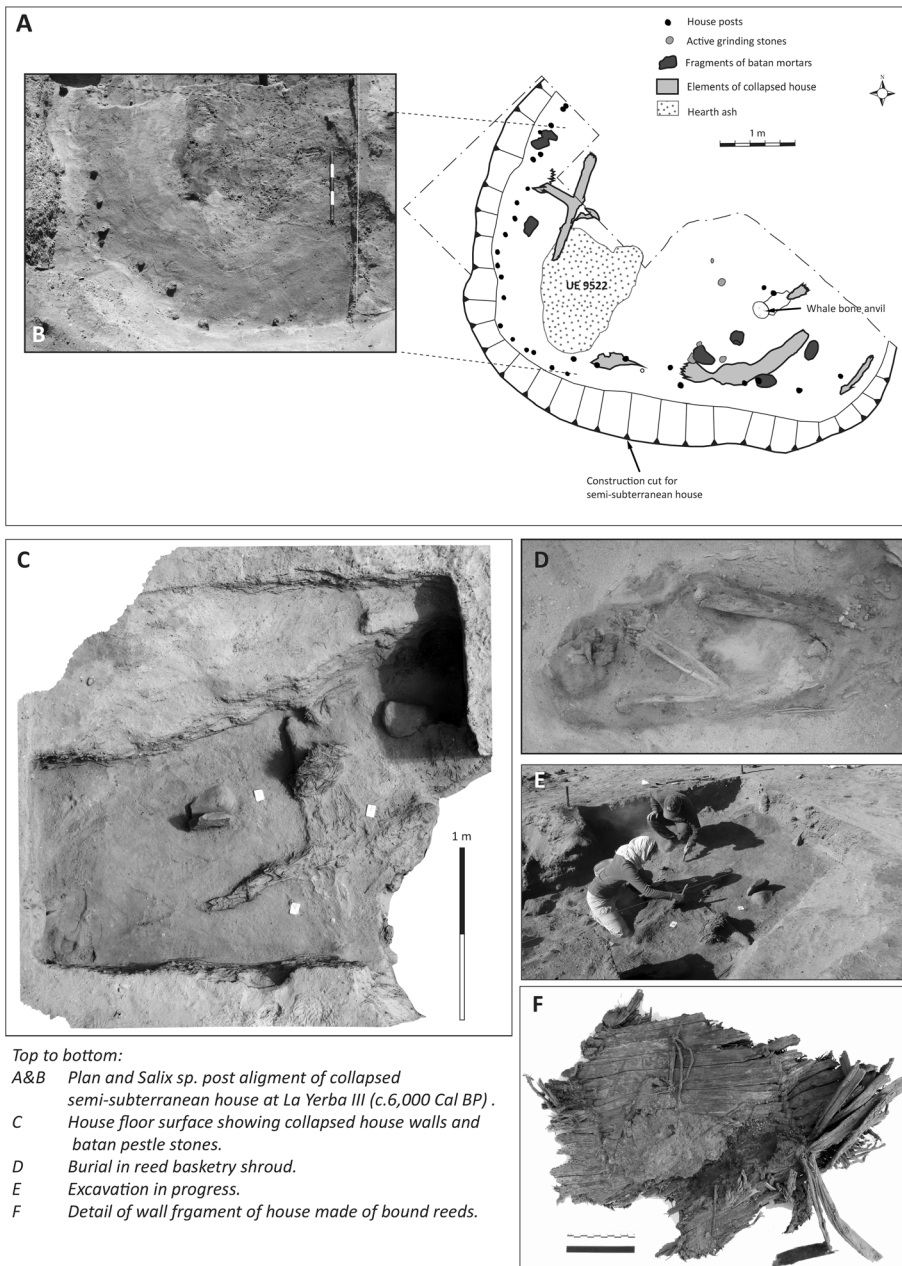 A
House posts
Active grinding stones
Fragments of batan mortars
Elements of collapsed house
Hearth ash
N
1 m
UE 9522
Whale bone anvil
B
Construction cut for
semi-subterranean house
C
1 m
D
E
F
Top to bottom:
A&B Plan and Salix sp. post aligment of collapsed
semi-subterranean house at La Yerba III (c.6,000 Cal BP) .
C House floor surface showing collapsed house walls and
batan pestle stones.
D Burial in reed basketry shroud.
E Excavation in progress.
F Detail of wall frgament of house made of bound reeds.